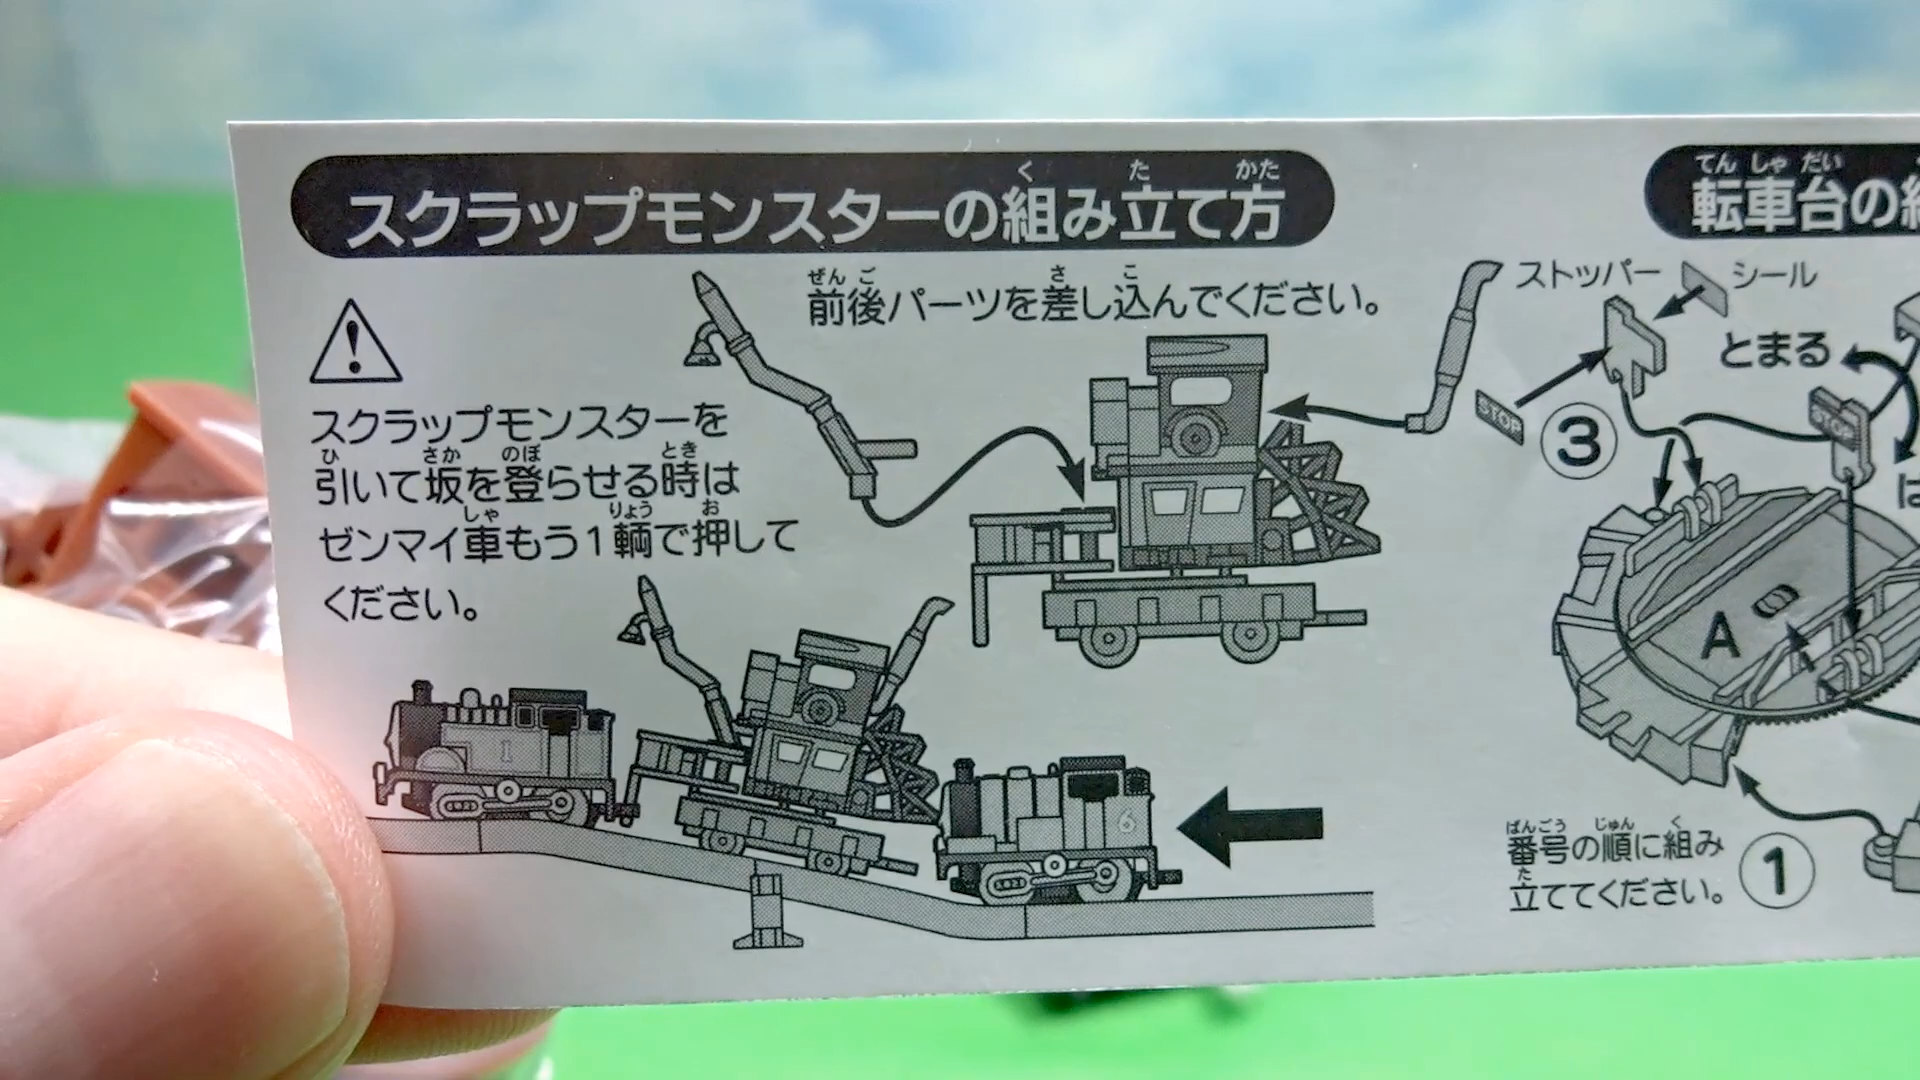 スクラップモンスターの組み立て方
前後パーツを差し込んでください。
スクラップモンスターを
引いて坂を登らせる時は
ゼンマイ車もう1輌で押して
ください。
1
6
転車台の
ストッパー
シール
とまる
STOP
③
STOP
は
A
番号の順に組み
立ててください。
①